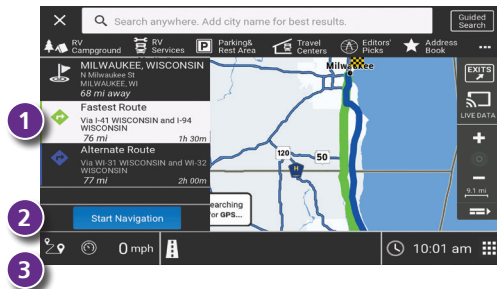 Search anywhere. Add city name for best results.
Guided
Search
RV
Campground
RV
Services
P
Parking&
Rest Area
Travel
Centers
Editors'
Picks
Address
Book
MILWAUKEE, WISCONSIN
N Milwaukee St
MILWAUKEE, WI
68 mi away
1
Fastest Route
Via I-41 WISCONSIN and I-94
WISCONSIN
76 mi 1h 30m
Alternate Route
Via WI-31 WISCONSIN and WI-32
WISCONSIN
77 mi 2h 00m
2
Start Navigation
Milwaukee
120
50
H
earching
or GPS...
EXITS
LIVE DATA
+
−
9.1 mi
3
0 mph
10:01 am